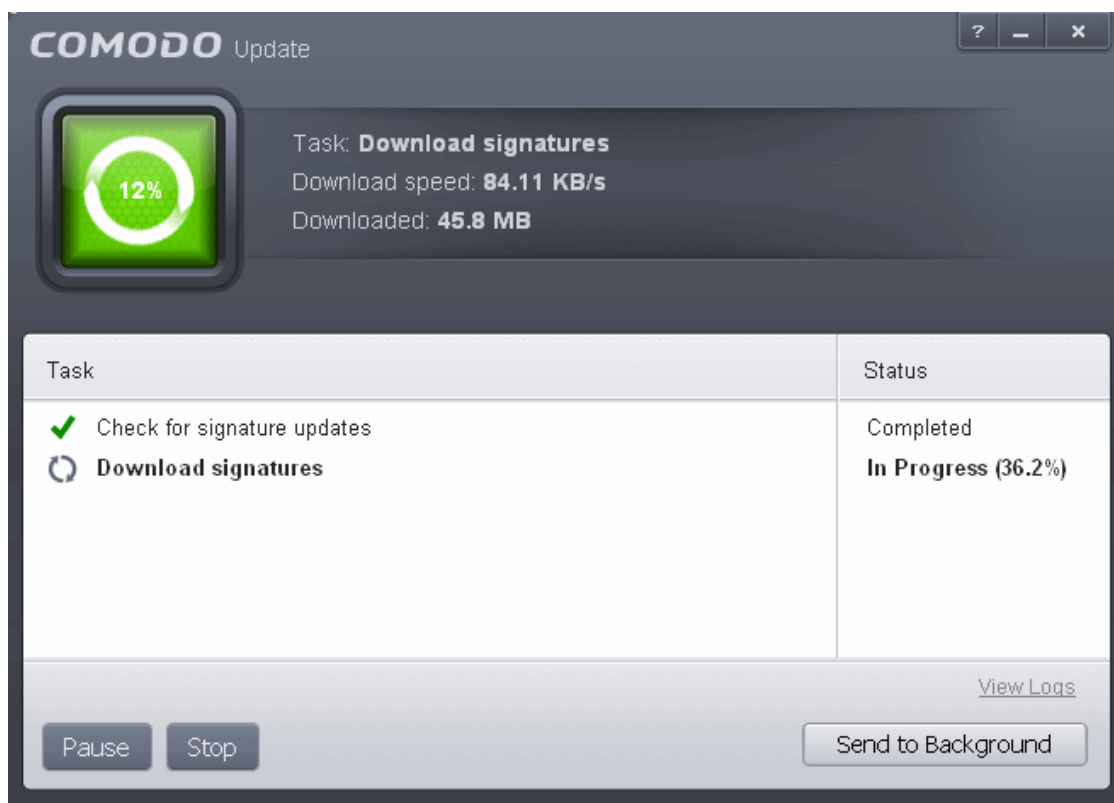 COMODO Update
?
12%
Task: Download signatures
Download speed: 84.11 KB/s
Downloaded: 45.8 MB
Task Status
Check for signature updates Completed
Download signatures In Progress (36.2%)
View Logs
Pause Stop Send to Background